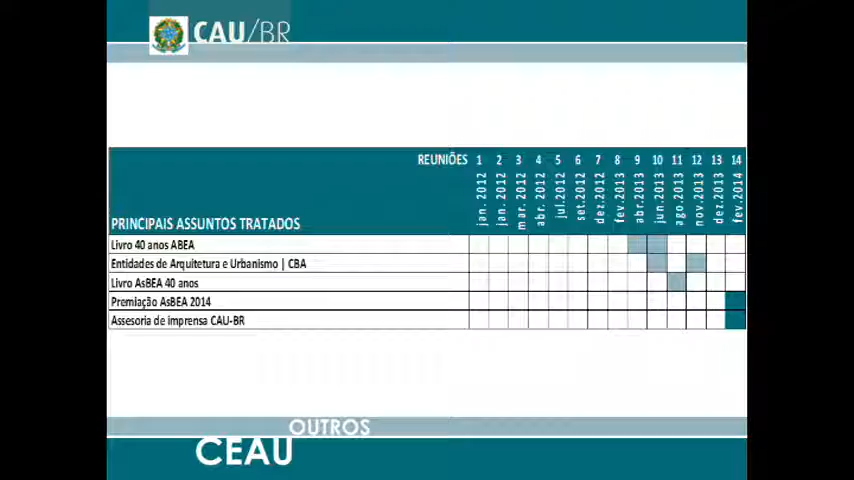 CAU/BR
REUNIÕES 1 2 3 4 5 6 7 8 9 10 11 12 13 14
jan. 2012 jan. 2012 mar. 2012 abr. 2012 jul.2012 set.2012 dez.2012 fev.2013 abr.2013 jun.2013 ago.2013 nov.2013 dez.2013 fev.2014
PRINCIPAIS ASSUNTOS TRATADOS
Livro 40 anos ABEA
Entidades de Arquitetura e Urbanismo | CBA
Livro AsBEA 40 anos
Premiação AsBEA 2014
Assesoria de imprensa CAU-BR
OUTROS
CEAU